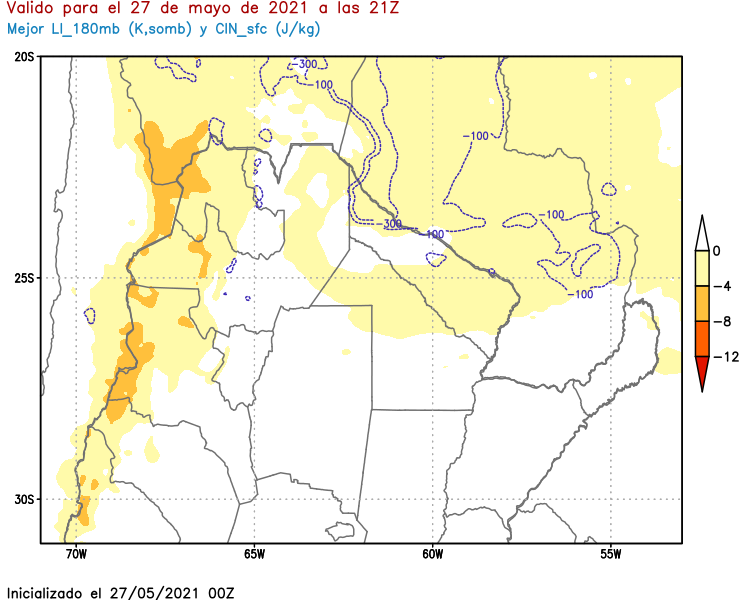 Valido para el 27 de mayo de 2021 a las 21Z
Mejor LI_180mb (K,somb) y CIN_sfc (J/kg)
20S
-300
-100
-100
-300
-100
-100
-100
25S
30S
70W 65W 60W 55W
0
-4
-8
-12
Inicializado el 27/05/2021 00Z